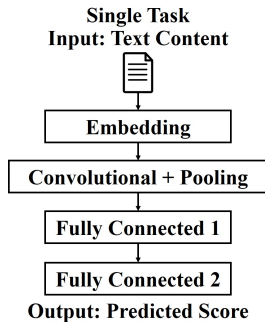 Single Task
Input: Text Content
Embedding
Convolutional + Pooling
Fully Connected 1
Fully Connected 2
Output: Predicted Score